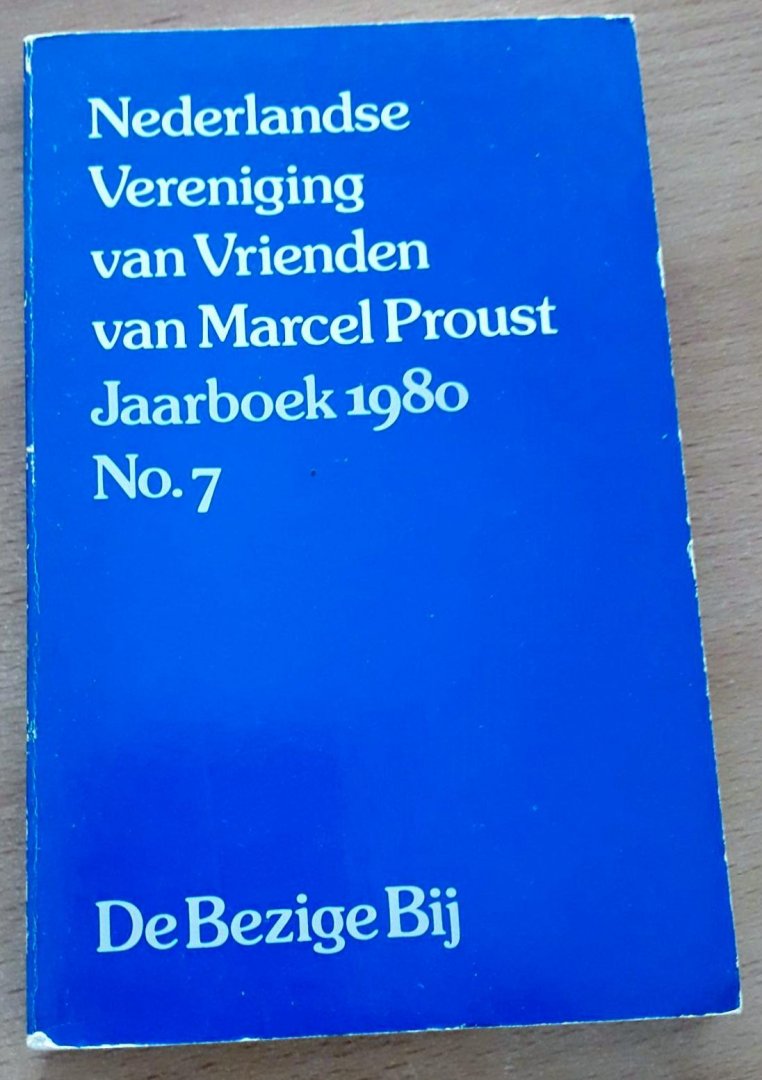 Nederlandse
Vereniging
van Vrienden
van Marcel Proust
Jaarboek 1980
No. 7
De Bezige Bij